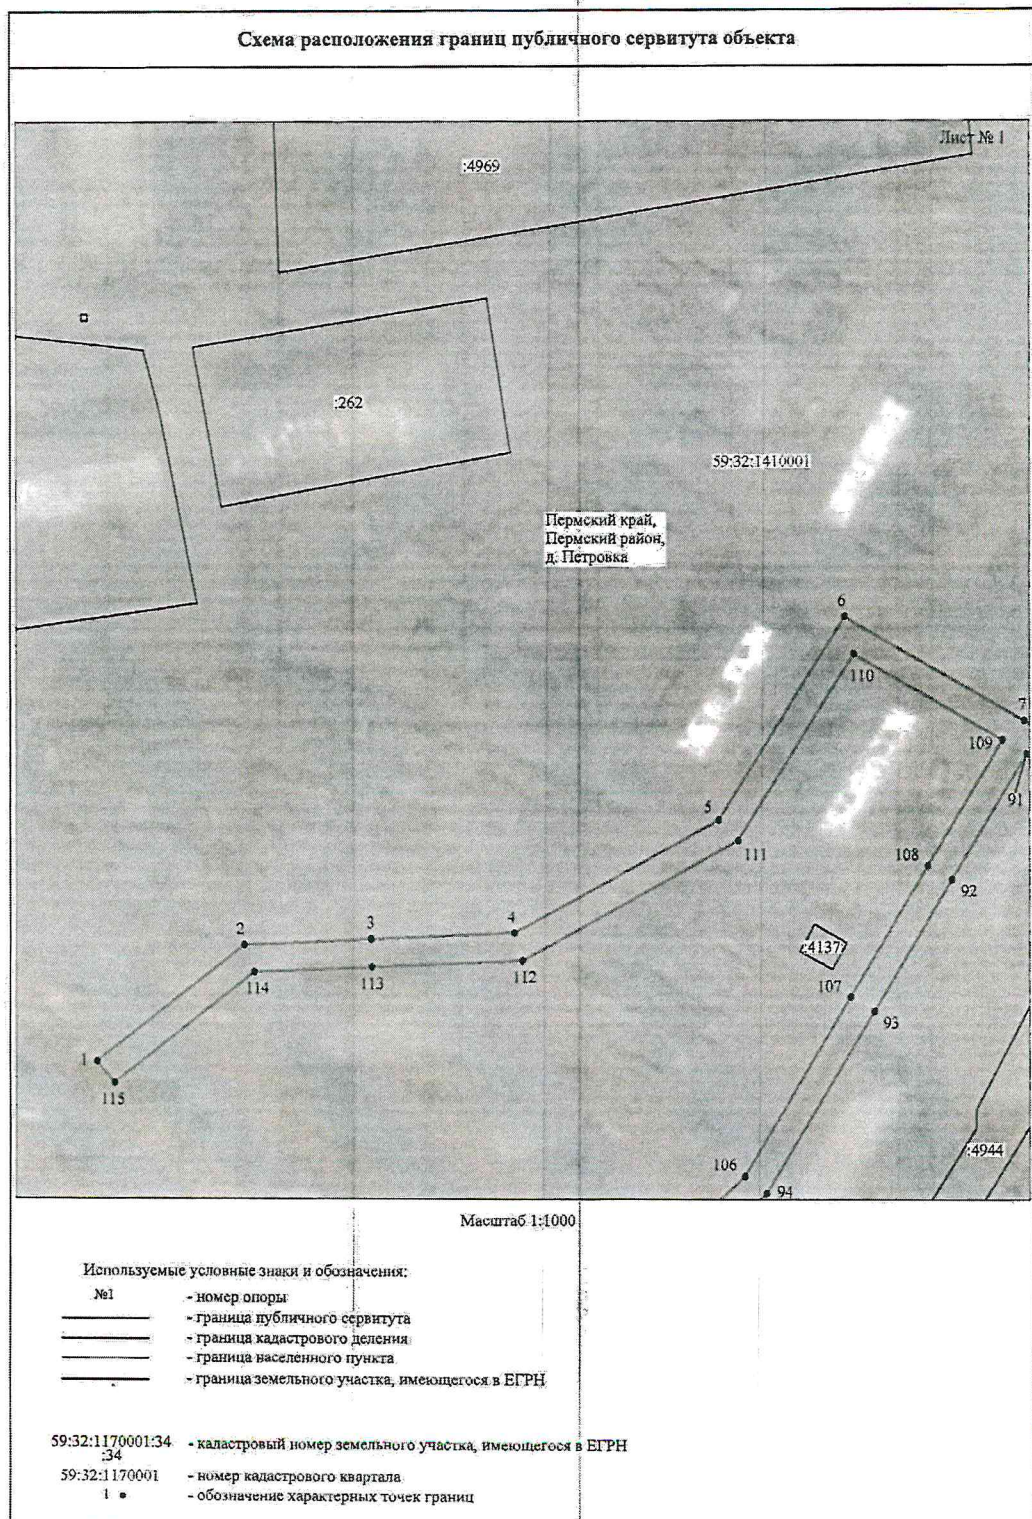 Схема расположения границ публичного сервитута объекта
Лист № 1
:4969
:262
59:32:1410001
Пермский край,
Пермский район,
д. Петровка
6
110
7
109
91
5
111
108
92
2
3
4
:4137
114
113
112
107
93
1
115
:4944
106
94
Масштаб 1:1000
Используемые условные знаки и обозначения:
№1 - номер опоры
- граница публичного сервитута
- граница кадастрового деления
- граница населенного пункта
- граница земельного участка, имеющегося в ЕГРН
59:32:1170001:34 - каластровый номер земельного участка, имеющегося в ЕГРН
:34
59:32:1170001 - номер кадастрового квартала
1 - обозначение характерных точек границ